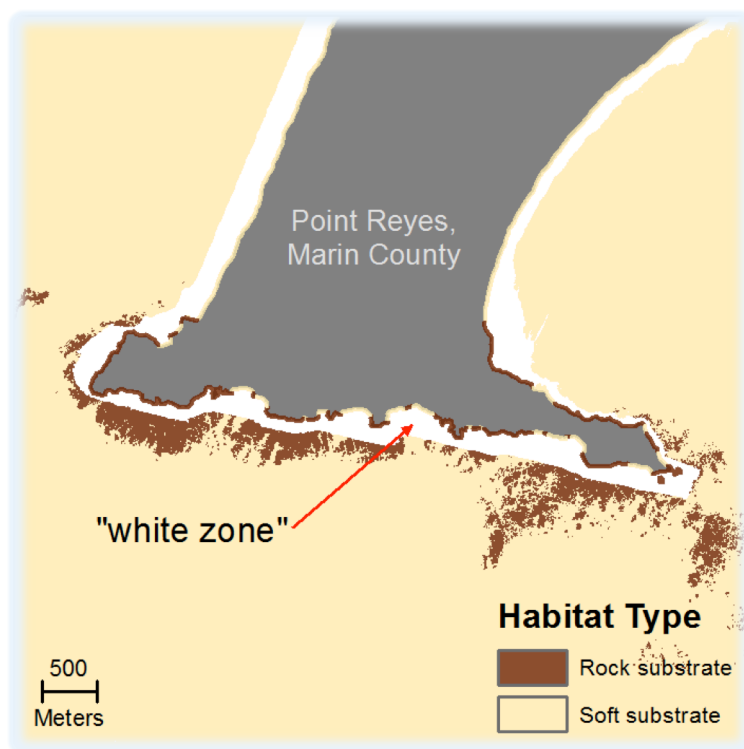 Point Reyes,
Marin County
"white zone"
Habitat Type
Rock substrate
Soft substrate
500
Meters